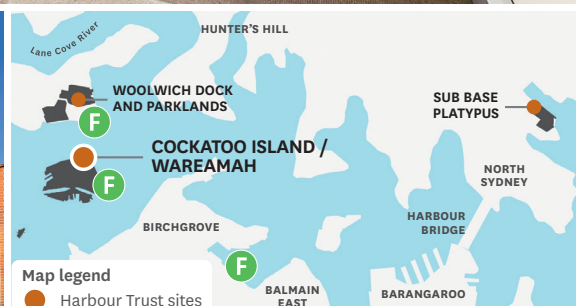 Lane Cove River
HUNTER'S HILL
WOOLWICH DOCK
AND PARKLANDS
F
SUB BASE
PLATYPUS
COCKATOO ISLAND /
WAREAMAH
F
NORTH
SYDNEY
HARBOUR
BRIDGE
BIRCHGROVE
F
BALMAIN
EAST
BARANGAROO
Map legend
Harbour Trust sites